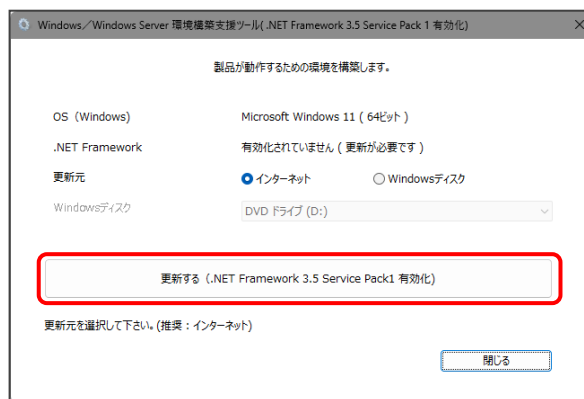 Windows／Windows Server 環境構築支援ツール( .NET Framework 3.5 Service Pack 1 有効化)
製品が動作するための環境を構築します。
OS（Windows） Microsoft Windows 11 ( 64ビット )
.NET Framework 有効化されていません ( 更新が必要です )
更新元 インターネット Windowsディスク
Windowsディスク DVD ドライブ (D:)
更新する（.NET Framework 3.5 Service Pack1 有効化)
更新元を選択して下さい。(推奨：インターネット)
閉じる